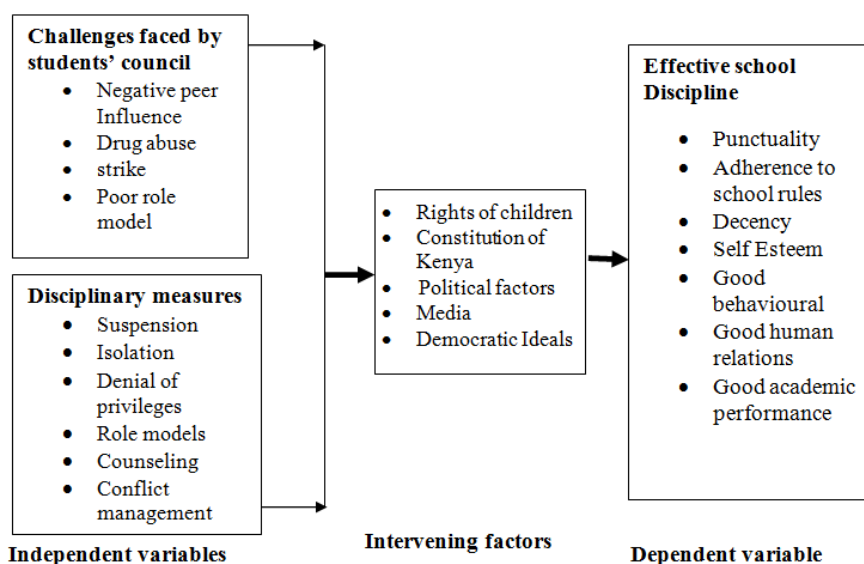 Challenges faced by
students’ council
• Negative peer
Influence
• Drug abuse
• strike
• Poor role
model
Disciplinary measures
• Suspension
• Isolation
• Denial of
privileges
• Role models
• Counseling
• Conflict
management
Independent variables
• Rights of children
• Constitution of
Kenya
• Political factors
• Media
• Democratic Ideals
Intervening factors
Effective school
Discipline
• Punctuality
• Adherence to
school rules
• Decency
• Self Esteem
• Good
behavioural
• Good human
relations
• Good academic
performance
Dependent variable